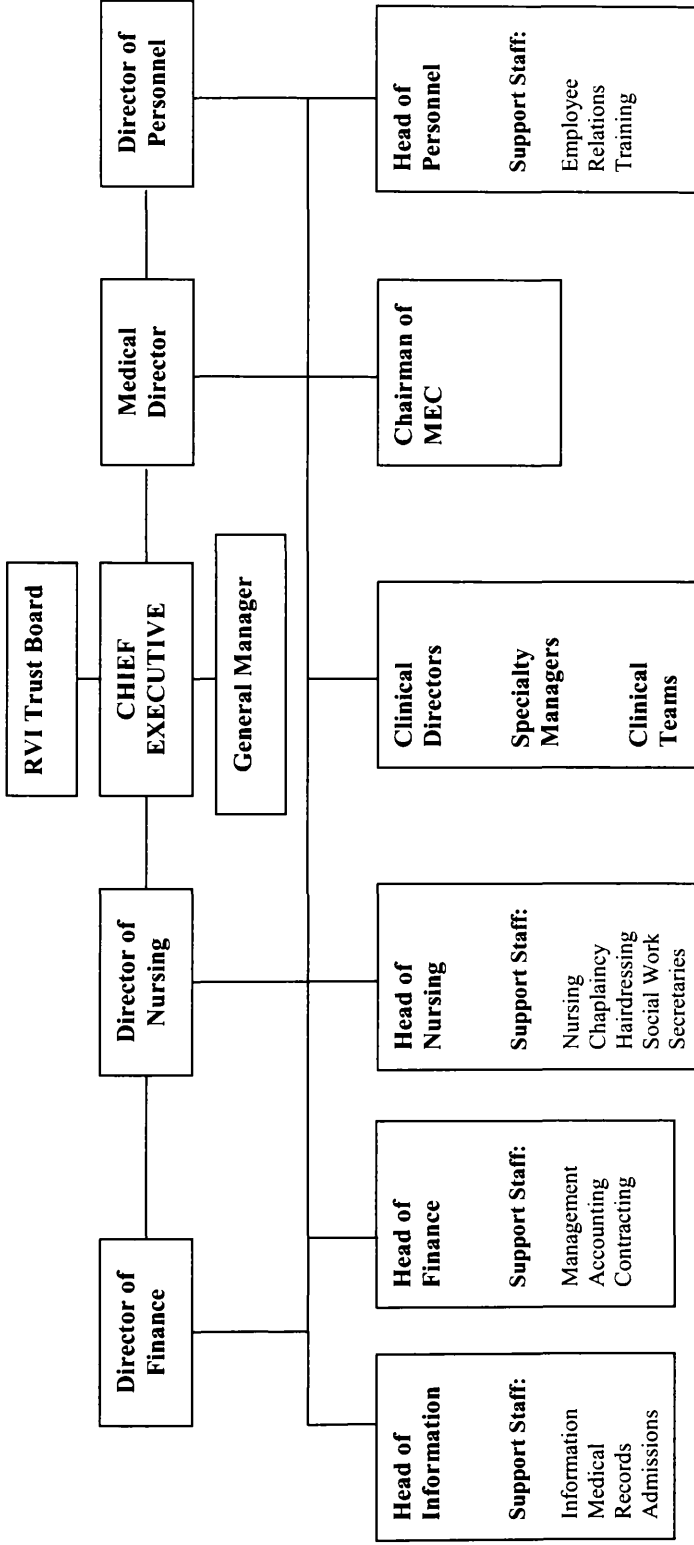 RVI Trust Board
Director of
Finance
Director of
Nursing
CHIEF
EXECUTIVE
Medical
Director
Director of
Personnel
General Manager
Head of
Information
Support Staff:
Information
Medical
Records
Admissions
Head of
Finance
Support Staff:
Management
Accounting
Contracting
Head of
Nursing
Support Staff:
Nursing
Chaplaincy
Hairdressing
Social Work
Secretaries
Clinical
Directors
Specialty
Managers
Clinical
Teams
Chairman of
MEC
Head of
Personnel
Support Staff:
Employee
Relations
Training